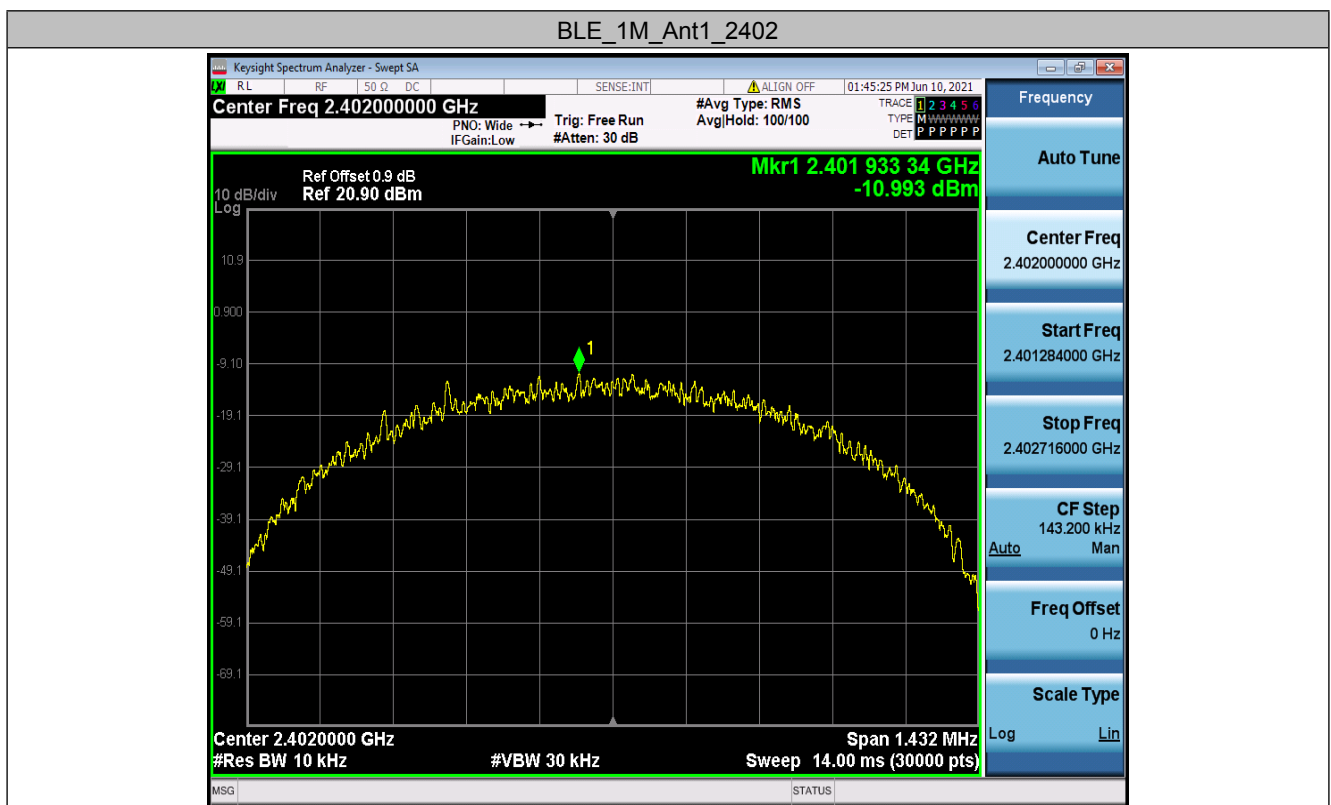 BLE_1M_Ant1_2402
Keysight Spectrum Analyzer - Swept SA
LXI RL RF 50 Ω DC SENSE:INT ALIGN OFF 01:45:25 PM Jun 10, 2021
Center Freq 2.402000000 GHz
PNO: Wide
IFGain:Low
Trig: Free Run
#Atten: 30 dB
#Avg Type: RMS
Avg|Hold: 100/100
TRACE 1 2 3 4 5 6
TYPE M WWWWW
DET P P P P P P
Mkr1 2.401 933 34 GHz
-10.993 dBm
Ref Offset 0.9 dB
10 dB/div Ref 20.90 dBm
Log
10.9
0.900
-9.10
-19.1
-29.1
-39.1
-49.1
-59.1
-69.1
1
Center 2.4020000 GHz Span 1.432 MHz
#Res BW 10 kHz #VBW 30 kHz Sweep 14.00 ms (30000 pts)
MSG STATUS
Frequency
Auto Tune
Center Freq
2.402000000 GHz
Start Freq
2.401284000 GHz
Stop Freq
2.402716000 GHz
CF Step
143.200 kHz
Auto Man
Freq Offset
0 Hz
Scale Type
Log Lin